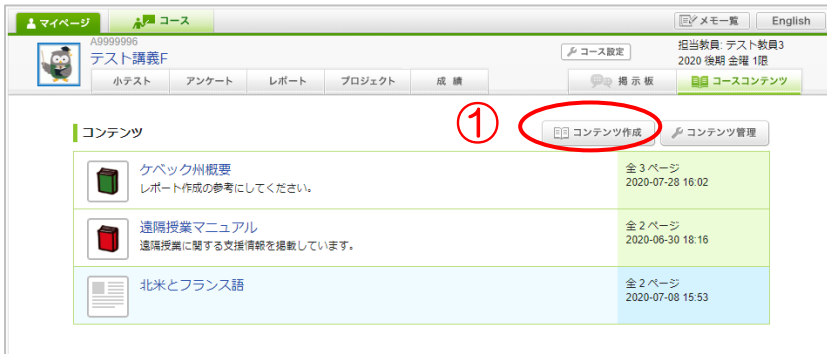 マイページ コース メモ一覧 English
A9999996
テスト講義F
コース設定
担当教員: テスト教員3
2020 後期 金曜 1限
小テスト アンケート レポート プロジェクト 成績 掲示板 コースコンテンツ
①
コンテンツ コンテンツ作成 コンテンツ管理
ケベック州概要
レポート作成の参考にしてください。
全 3 ページ
2020-07-28 16:02
遠隔授業マニュアル
遠隔授業に関する支援情報を掲載しています。
全 2 ページ
2020-06-30 18:16
北米とフランス語
全 2 ページ
2020-07-08 15:53